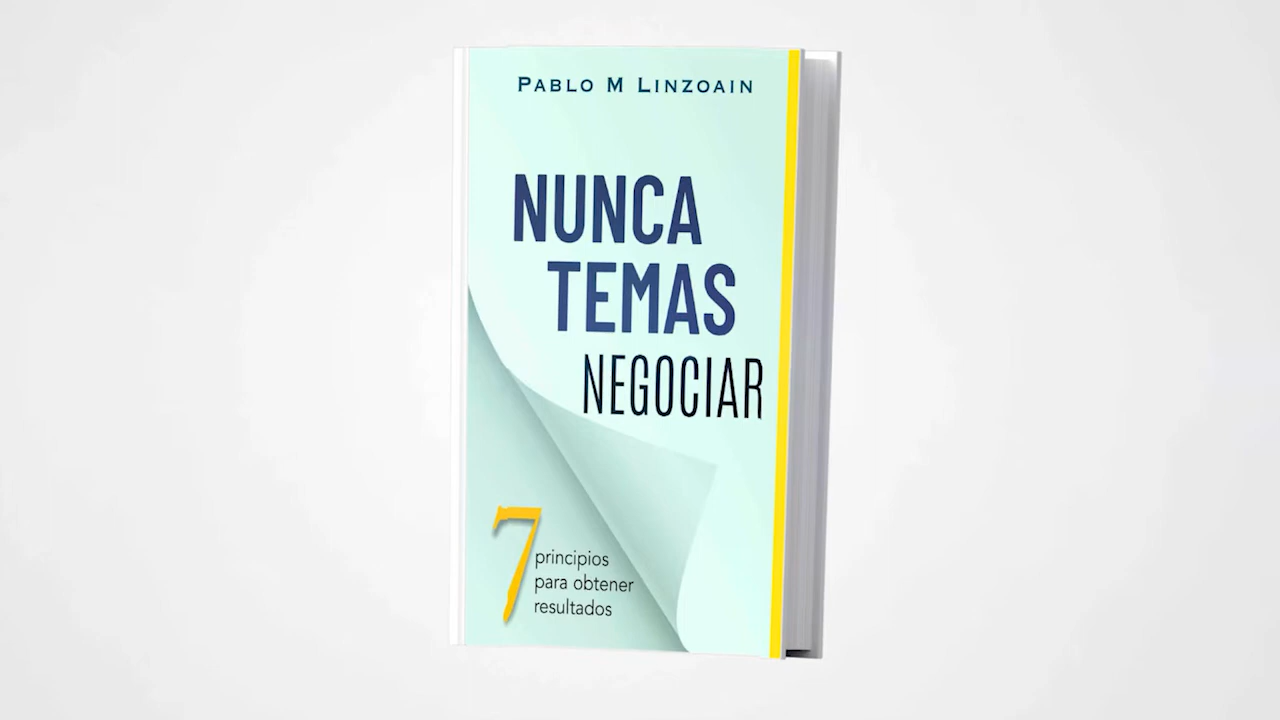 PABLO M LINZOAIN
NUNCA
TEMAS
NEGOCIAR
7
principios
para obtener
resultados